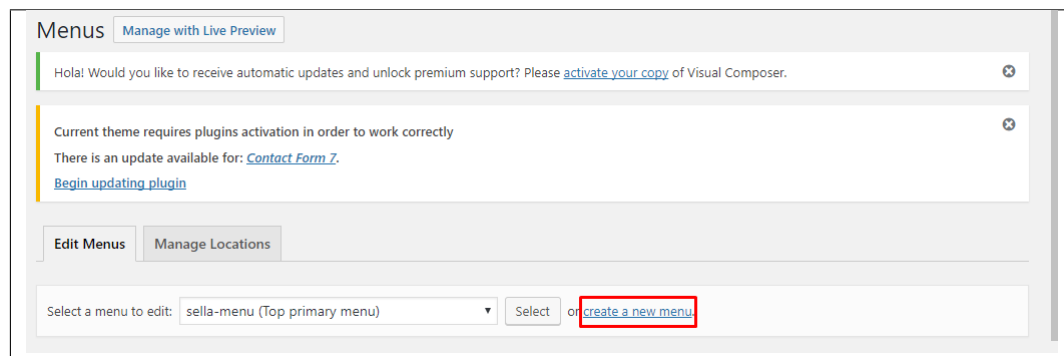 Menus Manage with Live Preview
Hola! Would you like to receive automatic updates and unlock premium support? Please activate your copy of Visual Composer.
Current theme requires plugins activation in order to work correctly
There is an update available for: Contact Form 7.
Begin updating plugin
Edit Menus Manage Locations
Select a menu to edit: sella-menu (Top primary menu) Select or create a new menu.